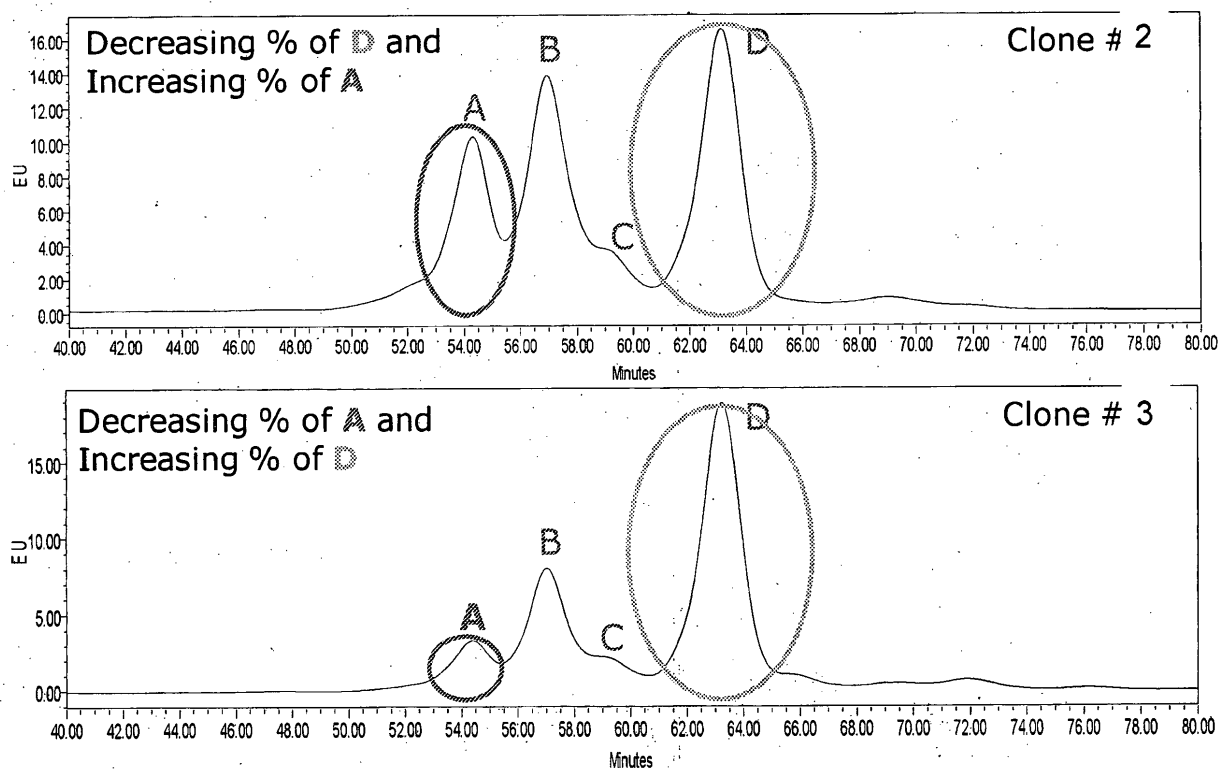 Decreasing % of D and
Increasing % of A
Clone # 2
A
B
C
D
EU
16.00
14.00
12.00
10.00
8.00
6.00
4.00
2.00
0.00
40.00 42.00 44.00 46.00 48.00 50.00 52.00 54.00 56.00 58.00 60.00 62.00 64.00 66.00 68.00 70.00 72.00 74.00 76.00 78.00 80.00
Minutes
Decreasing % of A and
Increasing % of D
Clone # 3
A
B
C
D
EU
15.00
10.00
5.00
0.00
40.00 42.00 44.00 46.00 48.00 50.00 52.00 54.00 56.00 58.00 60.00 62.00 64.00 66.00 68.00 70.00 72.00 74.00 76.00 78.00 80.00
Minutes